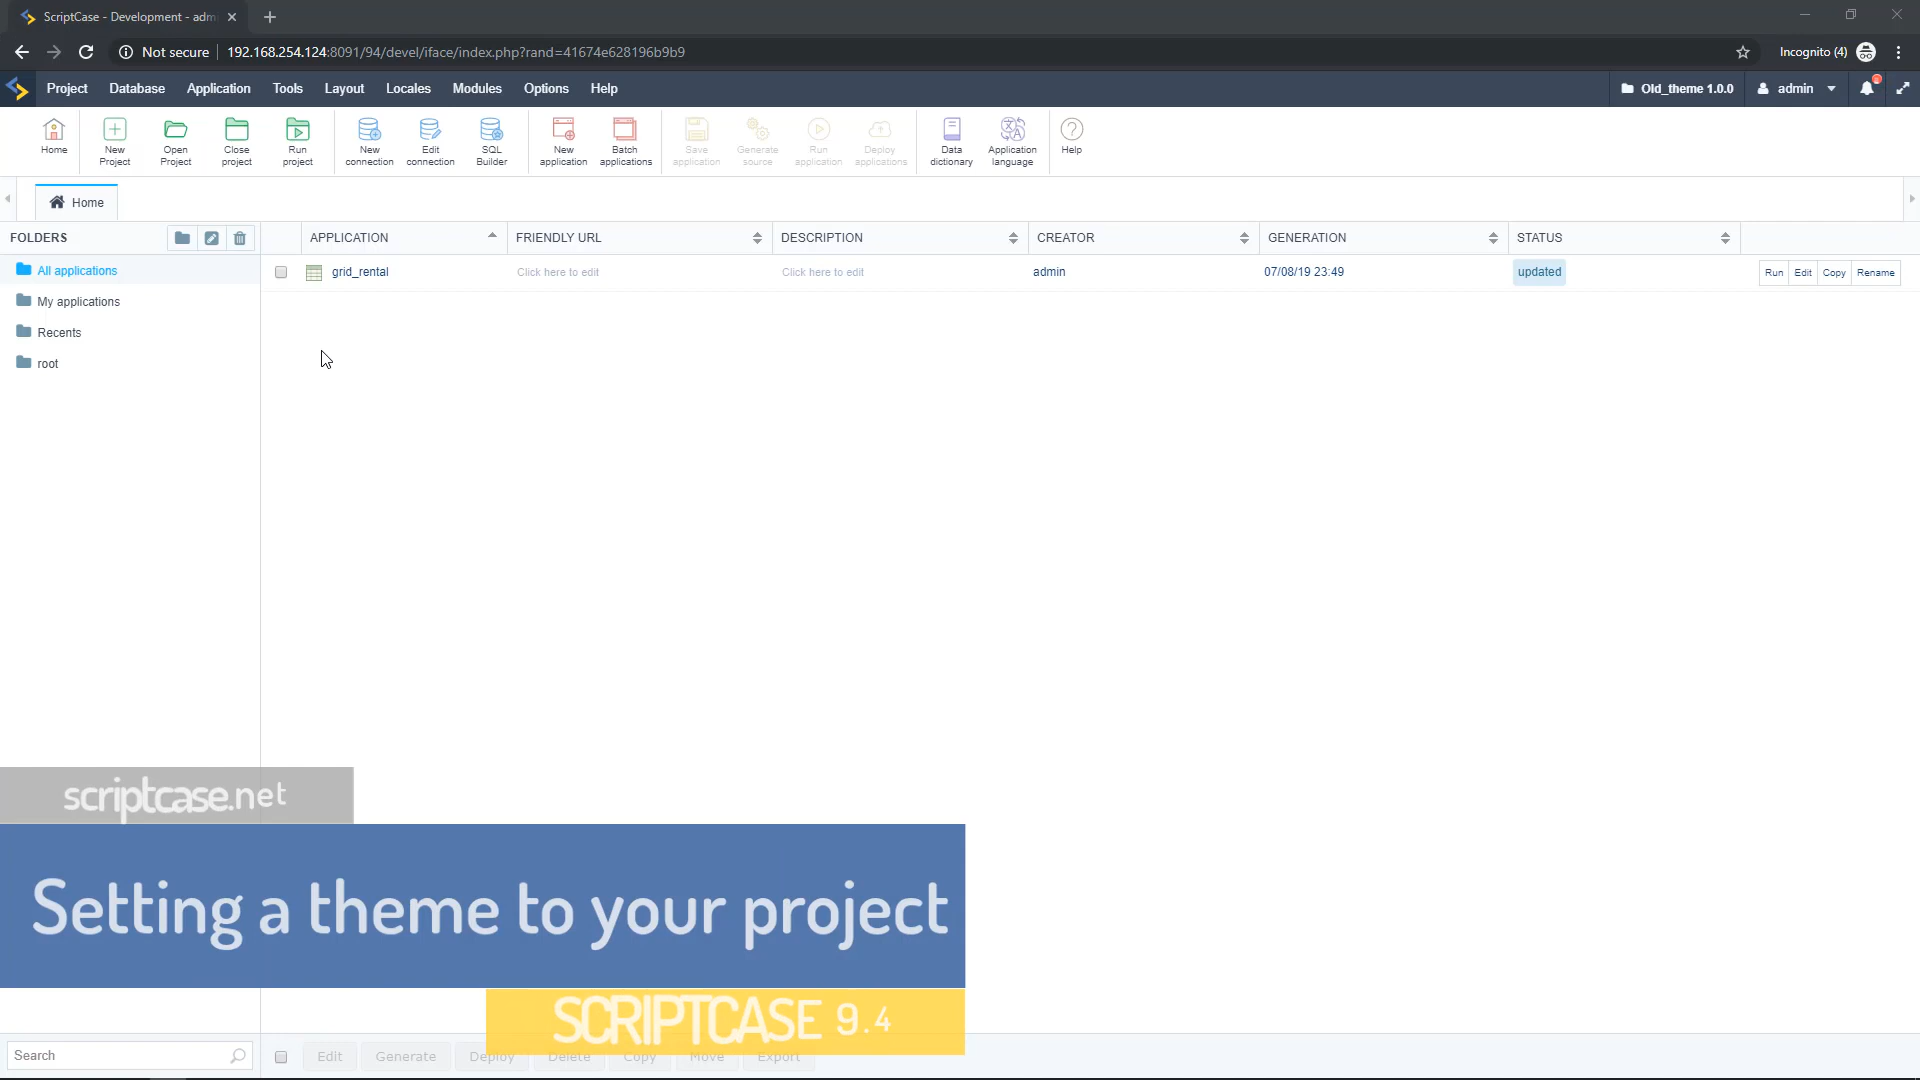 ScriptCase - Development - adm
Not secure 192.168.254.124:8091/94/devel/iface/index.php?rand=41674e628196b9b9
Incognito (4)
Project Database Application Tools Layout Locales Modules Options Help
Old_theme 1.0.0 admin
Home
New Project
Open Project
Close project
Run project
New connection
Edit connection
SQL Builder
New application
Batch applications
Save application
Generate source
Run application
Deploy applications
Data dictionary
Application language
Help
Home
FOLDERS
APPLICATION FRIENDLY URL DESCRIPTION CREATOR GENERATION STATUS
All applications
grid_rental Click here to edit Click here to edit admin 07/08/19 23:49 updated Run Edit Copy Rename
My applications
Recents
root
scriptcase.net
Setting a theme to your project
SCRIPTCASE 9.4
Search
Edit Generate Deploy Delete Copy Move Export